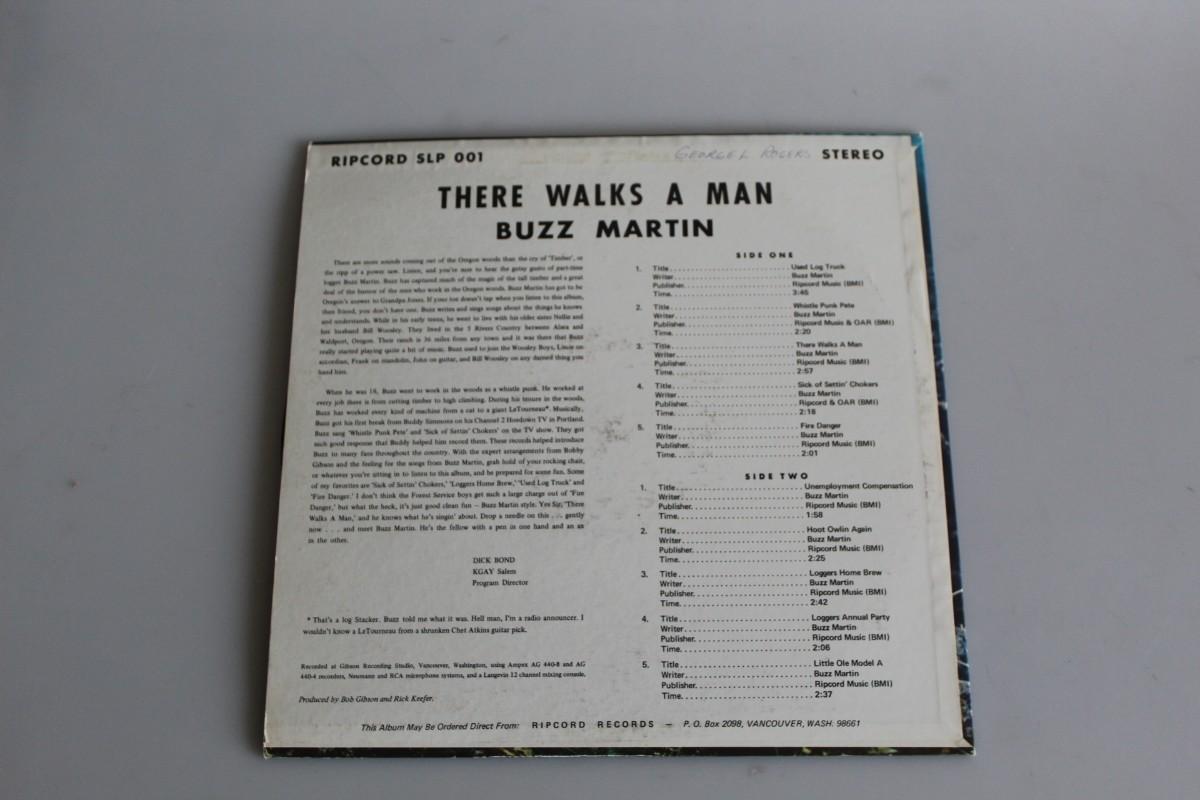 RIPCORD SLP 001
GEORGE L ROGERS
STEREO
THERE WALKS A MAN
BUZZ MARTIN
There are more sounds coming out of the Oregon woods than the cry of 'Timber', or
the ripp of a power saw. Listen, and you're sure to hear the gutsy gusto of part-time
logger Buzz Martin. Buzz has captured much of the magic of the tall timber and a great
deal of the humor of the men who work in the Oregon woods. Buzz Martin has got to be
Oregon's answer to Grandpa Jones. If your toe doesn't tap when you listen to this album,
then friend, you don't have one. Buzz writes and sings songs about the things he knows
and understands. While in his early teens, he went to live with his older sister Nellie and
her husband Bill Woosley. They lived in the 5 Rivers Country between Alsea and
Waldport, Oregon. Their ranch is 36 miles from any town and it was there that Buzz
really started playing quite a bit of music. Buzz used to join the Woosley Boys, Lincie on
accordian, Frank on mandolin, John on guitar, and Bill Woosley on any darned thing you
hand him.
When he was 16, Buzz went to work in the woods as a whistle punk. He worked at
every job there is from cutting timber to high climbing. During his tenure in the woods,
Buzz has worked every kind of machine from a cat to a giant LeTourneau*. Musically,
Buzz got his first break from Buddy Simmons on his Channel 2 Hoedown TV in Portland.
Buzz sang 'Whistle Punk Pete' and 'Sick of Settin' Chokers' on the TV show. They got
such good response that Buddy helped him record them. These records helped introduce
Buzz to many fans throughout the country. With the expert arrangements from Bobby
Gibson and the feeling for the songs from Buzz Martin, grab hold of your rocking chair,
or whatever you're sitting in to listen to this album, and be prepared for some fun. Some
of my favorites are 'Sick of Settin' Chokers,' 'Loggers Home Brew,' 'Used Log Truck' and
'Fire Danger.' I don't think the Forest Service boys get such a large charge out of 'Fire
Danger,' but what the heck, it's just good clean fun – Buzz Martin style. Yes Sir, 'There
Walks A Man,' and he knows what he's singin' about. Drop a needle on this . . . gently
now . . . . and meet Buzz Martin. He's the fellow with a pen in one hand and an ax
in the other.
DICK BOND
KGAY Salem
Program Director
* That's a log Stacker. Buzz told me what it was. Hell man, I'm a radio announcer. I
wouldn't know a LeTourneau from a shrunken Chet Atkins guitar pick.
Recorded at Gibson Recording Studio, Vancouver, Washington, using Ampex AG 440-8 and AG
440-4 recorders, Neumann and RCA microphone systems, and a Langevin 12 channel mixing console.
Produced by Bob Gibson and Rick Keefer.
SIDE ONE
1. Title Used Log Truck
Writer Buzz Martin
Publisher Ripcord Music (BMI)
Time 3:45
2. Title Whistle Punk Pete
Writer Buzz Martin
Publisher Ripcord Music & OAR (BMI)
Time 2:20
3. Title There Walks A Man
Writer Buzz Martin
Publisher Ripcord Music (BMI)
Time 2:57
4. Title Sick of Settin' Chokers
Writer Buzz Martin
Publisher Ripcord & OAR (BMI)
Time 2:18
5. Title Fire Danger
Writer Buzz Martin
Publisher Ripcord Music (BMI)
Time 2:01
SIDE TWO
1. Title Unemployment Compensation
Writer Buzz Martin
Publisher Ripcord Music (BMI)
Time 1:58
2. Title Hoot Owlin Again
Writer Buzz Martin
Publisher Ripcord Music (BMI)
Time 2:25
3. Title Loggers Home Brew
Writer Buzz Martin
Publisher Ripcord Music (BMI)
Time 2:42
4. Title Loggers Annual Party
Writer Buzz Martin
Publisher Ripcord Music (BMI)
Time 2:06
5. Title Little Ole Model A
Writer Buzz Martin
Publisher Ripcord Music (BMI)
Time 2:37
This Album May Be Ordered Direct From: RIPCORD RECORDS – P. O. Box 2098, VANCOUVER, WASH. 98661